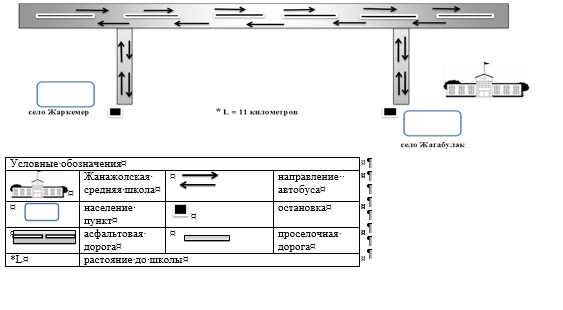 село Жаркемер
* L = 11 километров
село Жагабулак
Условные обозначения
Жанажолская средняя школа
направление автобуса
население пункт
остановка
асфальтовая дорога
проселочная дорога
*L
растояние до школы